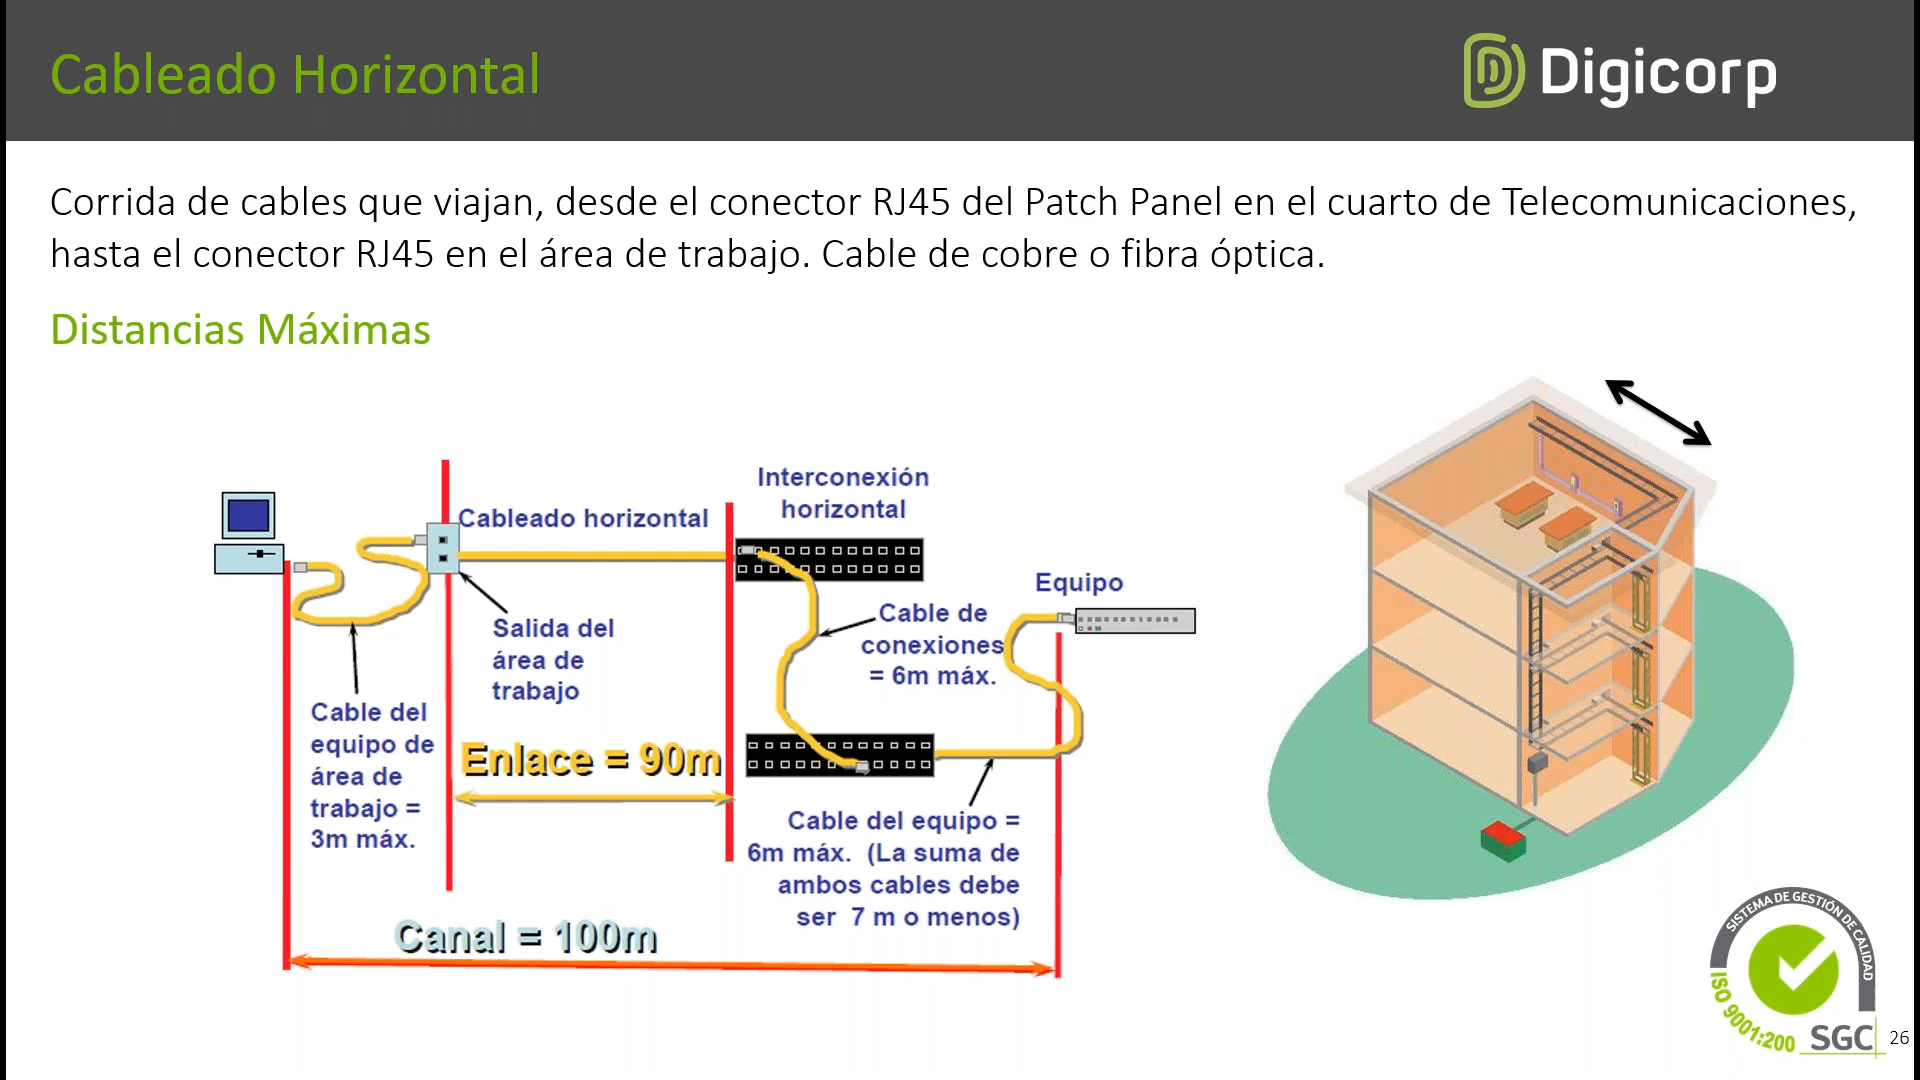 Cableado Horizontal
Digicorp
Corrida de cables que viajan, desde el conector RJ45 del Patch Panel en el cuarto de Telecomunicaciones,
hasta el conector RJ45 en el área de trabajo. Cable de cobre o fibra óptica.
Distancias Máximas
Interconexión
horizontal
Cableado horizontal
Equipo
Cable de
conexiones
= 6m máx.
Salida del
área de
trabajo
Cable del
equipo de
área de
trabajo =
3m máx.
Enlace = 90m
Cable del equipo =
6m máx. (La suma de
ambos cables debe
ser 7 m o menos)
Canal = 100m
SISTEMA DE GESTIÓN DE CALIDAD
ISO 9001:200
SGC
26